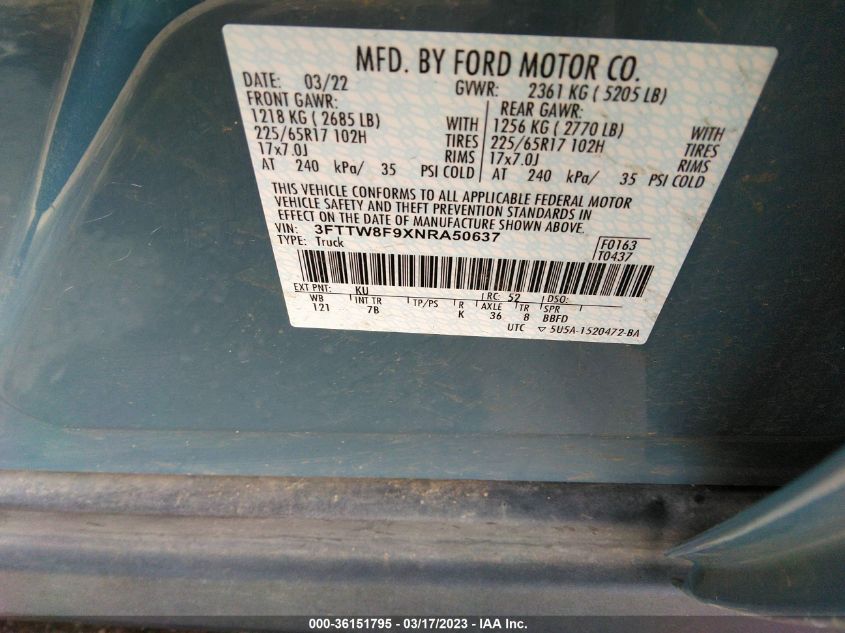 MFD. BY FORD MOTOR CO.
DATE: 03/22 GVWR: 2361 KG ( 5205 LB)
FRONT GAWR: REAR GAWR:
1218 KG ( 2685 LB) WITH 1256 KG ( 2770 LB) WITH
225/65R17 102H TIRES 225/65R17 102H TIRES
17x7.0J RIMS 17x7.0J RIMS
AT 240 kPa/ 35 PSI COLD AT 240 kPa/ 35 PSI COLD
THIS VEHICLE CONFORMS TO ALL APPLICABLE FEDERAL MOTOR
VEHICLE SAFETY AND THEFT PREVENTION STANDARDS IN
EFFECT ON THE DATE OF MANUFACTURE SHOWN ABOVE.
VIN: 3FTTW8F9XNRA50637
TYPE: Truck F0163
T0437
EXT PNT: KU RC: 52 DSO:
WB INT TR TP/PS R AXLE TR SPR
121 7B K 36 8 BBFD
UTC ▽ 5U5A-1520472-BA
000-36151795 - 03/17/2023 - IAA Inc.